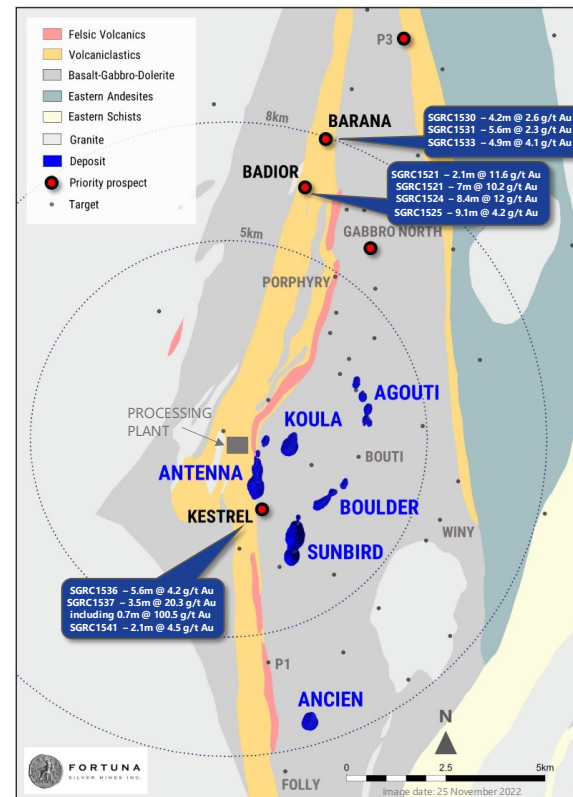 Felsic Volcanics
Volcaniclastics
Basalt-Gabbro-Dolerite
Eastern Andesites
Eastern Schists
Granite
Deposit
Priority prospect
Target
P3
8km
BARANA
SGRC1530 – 4.2m @ 2.6 g/t Au
SGRC1531 – 5.6m @ 2.3 g/t Au
SGRC1533 – 4.9m @ 4.1 g/t Au
BADIOR
SGRC1521 – 2.1m @ 11.6 g/t Au
SGRC1521 – 7m @ 10.2 g/t Au
SGRC1524 – 8.4m @ 12 g/t Au
SGRC1525 – 9.1m @ 4.2 g/t Au
5km
GABBRO NORTH
PORPHYRY
AGOUTI
PROCESSING
PLANT
KOULA
BOUTI
ANTENNA
BOULDER
KESTREL
WINY
SUNBIRD
SGRC1536 – 5.6m @ 4.2 g/t Au
SGRC1537 – 3.5m @ 20.3 g/t Au
including 0.7m @ 100.5 g/t Au
SGRC1541 – 2.1m @ 4.5 g/t Au
P1
ANCIEN
N
FORTUNA
SILVER MINES INC.
FOLLY
0 2.5 5km
Image date: 25 November 2022